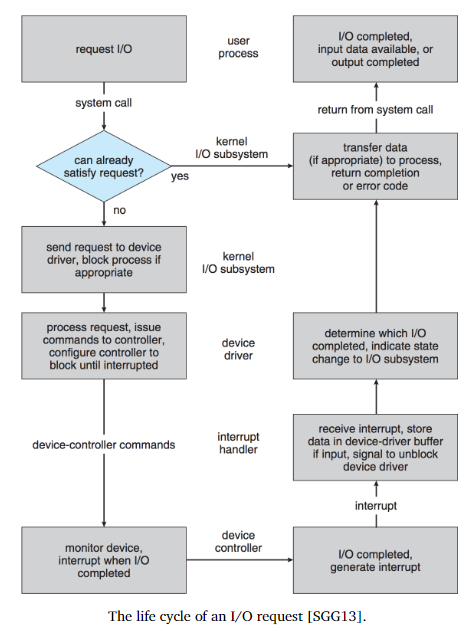 request I/O
user
process
I/O completed,
input data available, or
output completed
system call
return from system call
can already
satisfy request?
kernel
I/O subsystem
yes
transfer data
(if appropriate) to process,
return completion
or error code
no
send request to device
driver, block process if
appropriate
kernel
I/O subsystem
process request, issue
commands to controller,
configure controller to
block until interrupted
device
driver
determine which I/O
completed, indicate state
change to I/O subsystem
device-controller commands
interrupt
handler
receive interrupt, store
data in device-driver buffer
if input, signal to unblock
device driver
interrupt
monitor device,
interrupt when I/O
completed
device
controller
I/O completed,
generate interrupt
The life cycle of an I/O request [SGG13].